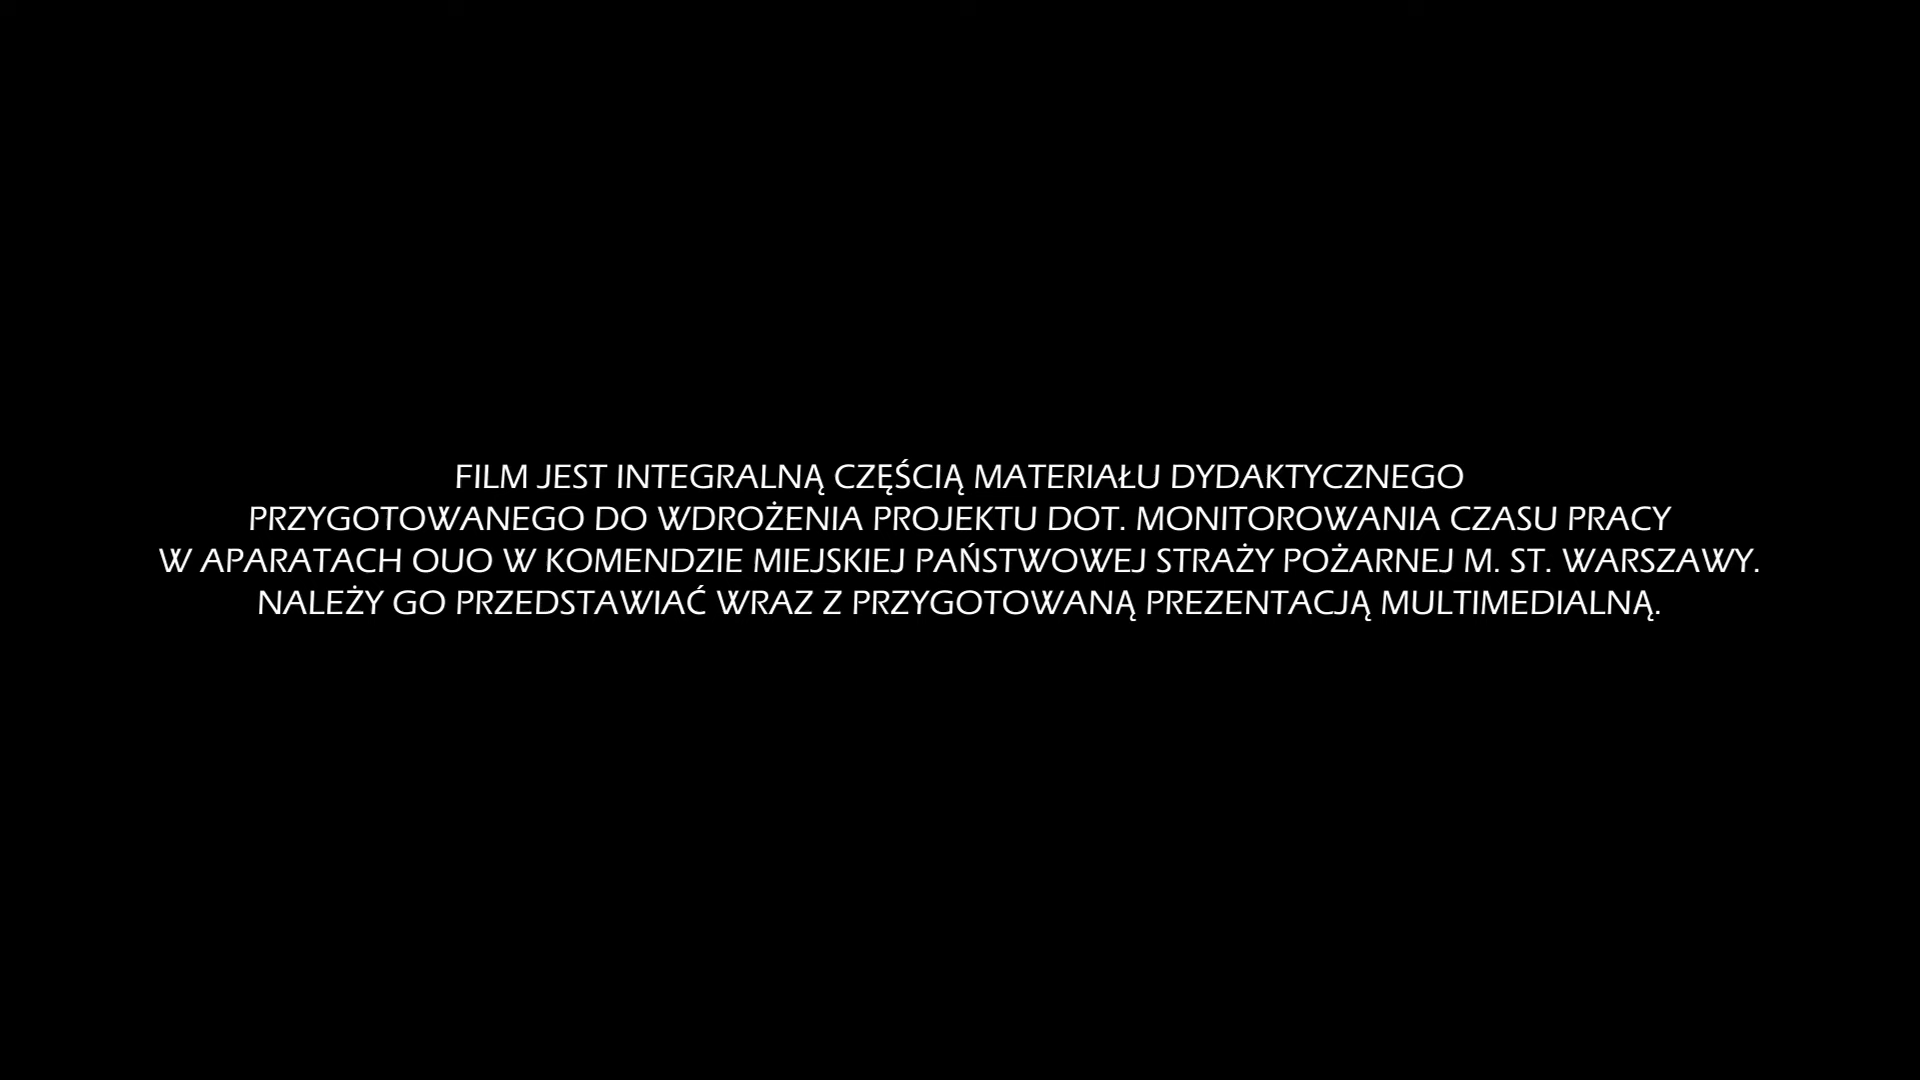 FILM JEST INTEGRALNĄ CZĘŚCIĄ MATERIAŁU DYDAKTYCZNEGO
PRZYGOTOWANEGO DO WDROŻENIA PROJEKTU DOT. MONITOROWANIA CZASU PRACY
W APARATACH OUO W KOMENDZIE MIEJSKIEJ PAŃSTWOWEJ STRAŻY POŻARNEJ M. ST. WARSZAWY.
NALEŻY GO PRZEDSTAWIAĆ WRAZ Z PRZYGOTOWANĄ PREZENTACJĄ MULTIMEDIALNĄ.